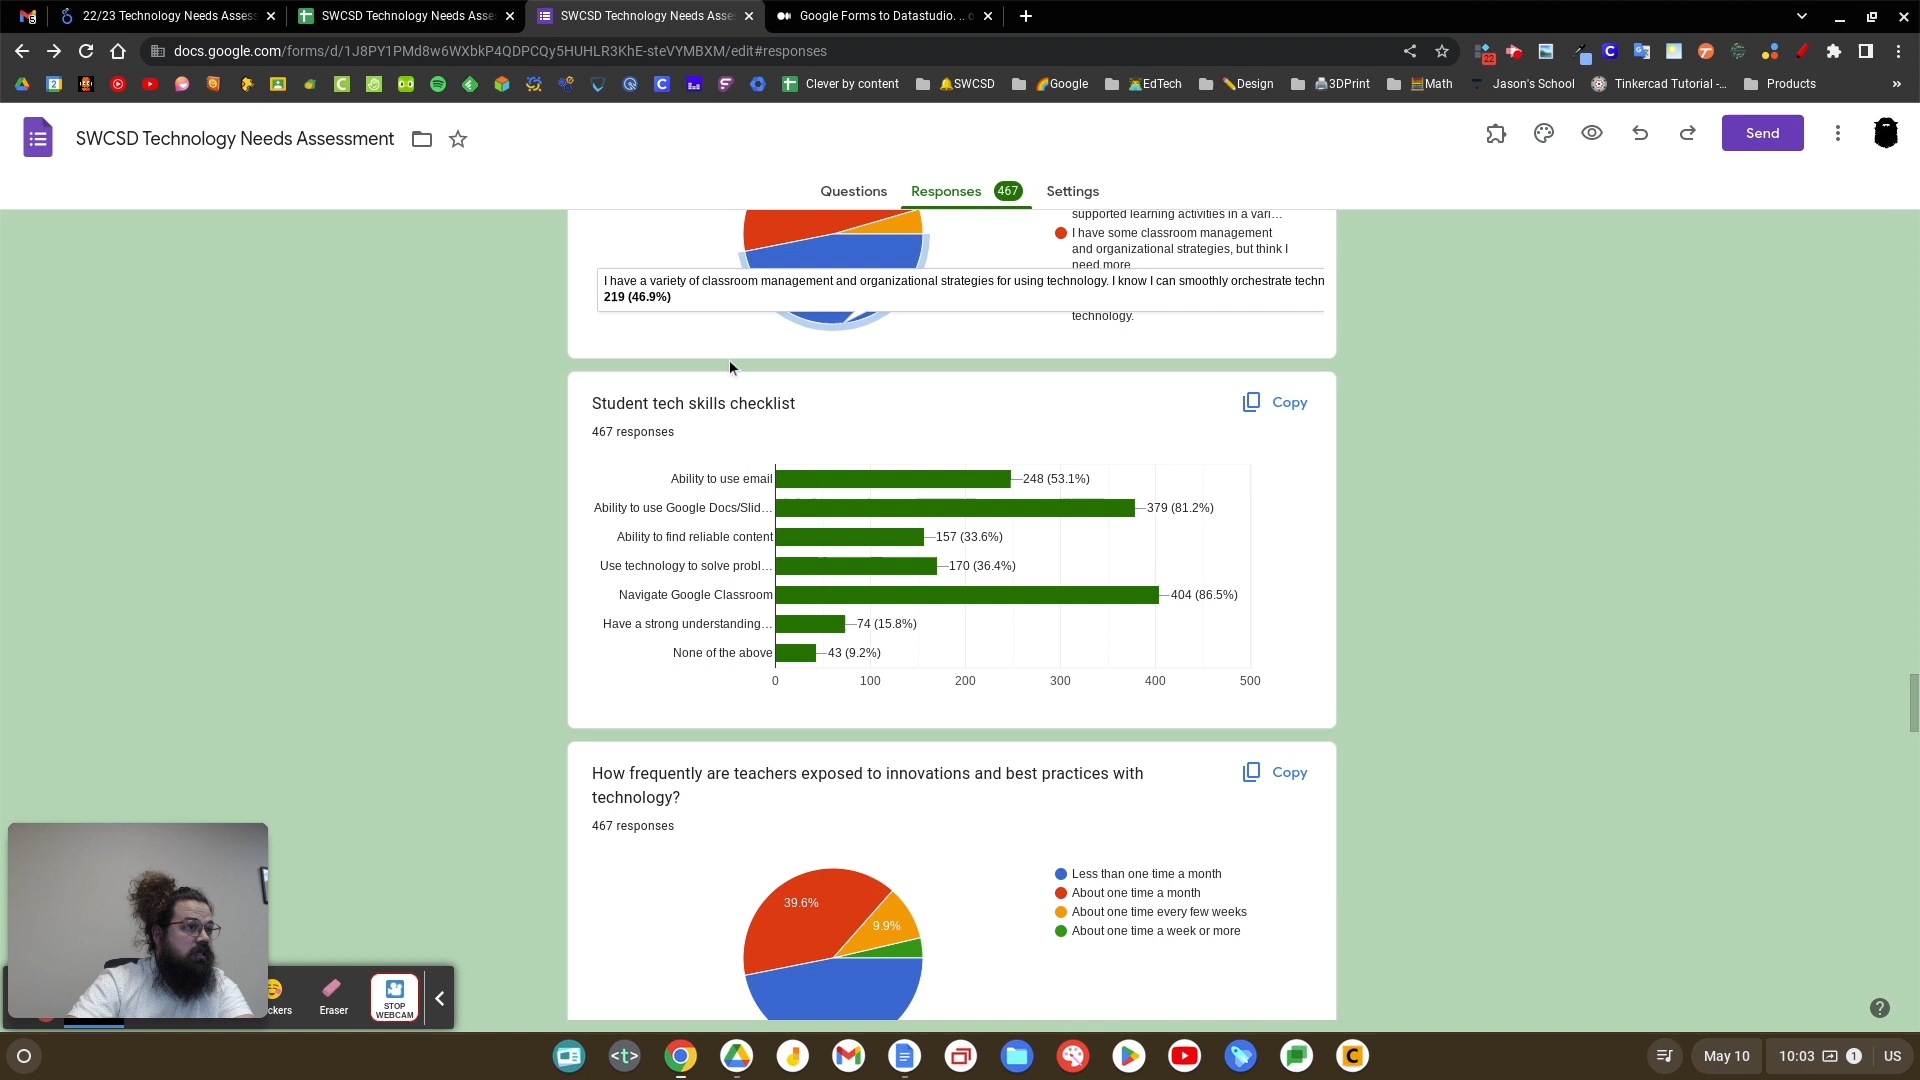 22/23 Technology Needs Assess
SWCSD Technology Needs Asse
SWCSD Technology Needs Asse
Google Forms to Datastudio. .. o
docs.google.com/forms/d/1J8PY1PMd8w6WXbkP4QDPCQy5HUHLR3KhE-steVYMBXM/edit#responses
22
Clever by content
SWCSD
Google
EdTech
Design
3DPrint
Math
Jason's School
Tinkercad Tutorial -...
Products
»
SWCSD Technology Needs Assessment
Send
Questions
Responses 467
Settings
supported learning activities in a vari…
I have some classroom management
and organizational strategies, but think I
need more.
I have a variety of classroom management and organizational strategies for using technology. I know I can smoothly orchestrate techn
219 (46.9%)
technology.
Student tech skills checklist
Copy
467 responses
Ability to use email 248 (53.1%)
Ability to use Google Docs/Slid… 379 (81.2%)
Ability to find reliable content 157 (33.6%)
Use technology to solve probl… 170 (36.4%)
Navigate Google Classroom 404 (86.5%)
Have a strong understanding… 74 (15.8%)
None of the above 43 (9.2%)
0 100 200 300 400 500
How frequently are teachers exposed to innovations and best practices with
technology?
Copy
467 responses
39.6%
9.9%
Less than one time a month
About one time a month
About one time every few weeks
About one time a week or more
ckers
Eraser
STOP
WEBCAM
<t>
May 10
10:03
1
US